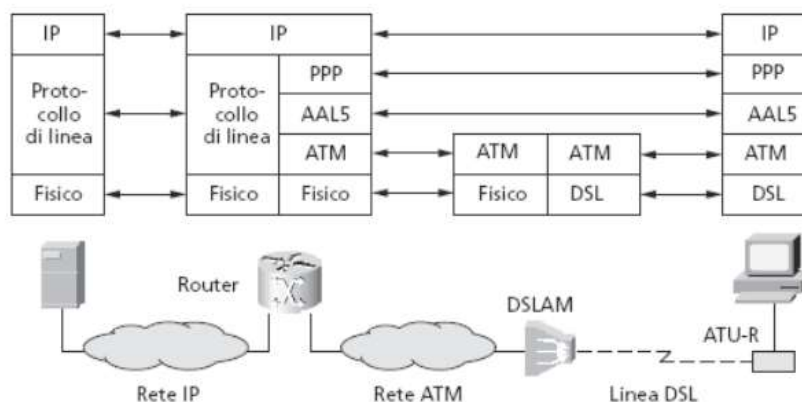 IP IP IP
Proto-
collo
di linea
Proto-
collo
di linea
PPP PPP
AAL5 AAL5
ATM ATM ATM ATM
Fisico Fisico Fisico Fisico DSL DSL
Router
DSLAM
ATU-R
Rete IP Rete ATM Linea DSL